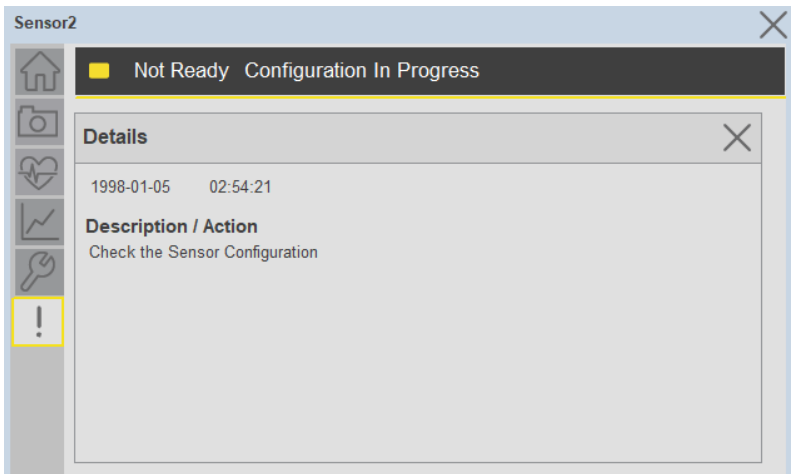 Sensor2
Not Ready Configuration In Progress
Details
1998-01-05 02:54:21
Description / Action
Check the Sensor Configuration